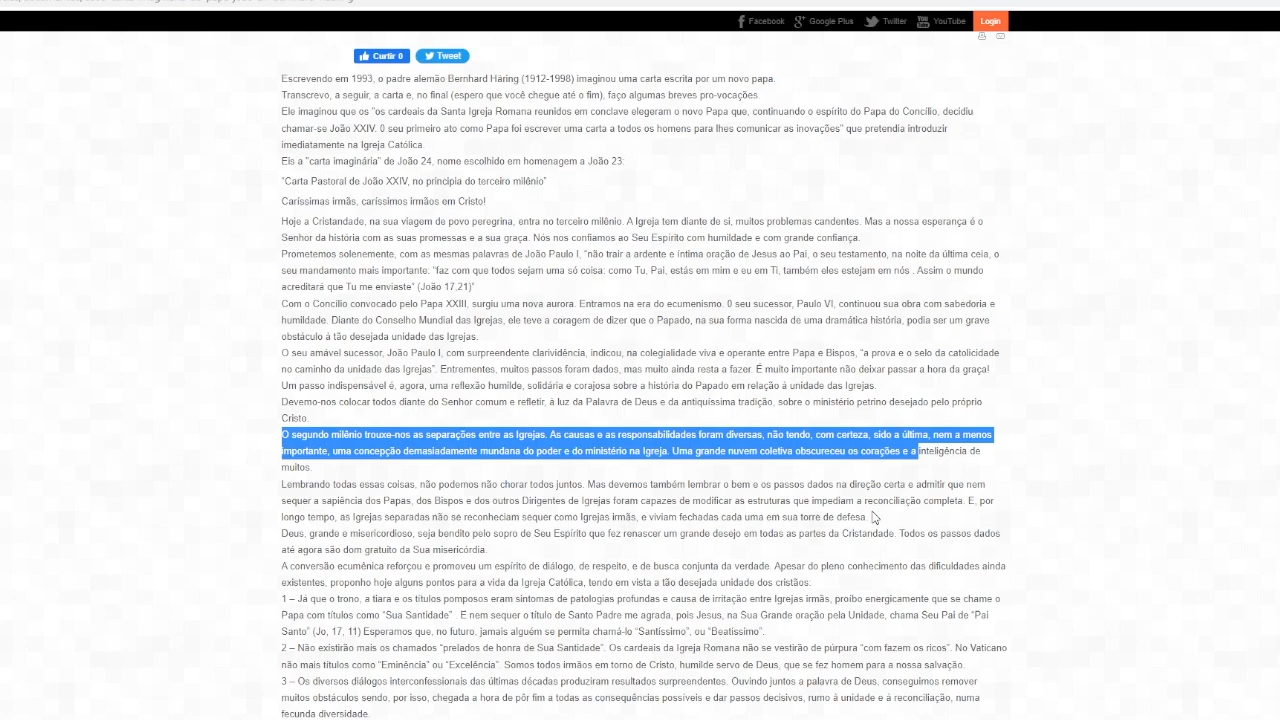 Facebook Google Plus Twitter YouTube Login
Curtir 0 Tweet
Escrevendo em 1993, o padre alemão Bernhard Häring (1912-1998) imaginou uma carta escrita por um novo papa.
Transcrevo, a seguir, a carta e, no final (espero que você chegue até o fim), faço algumas breves pro-vocações.
Ele imaginou que os "os cardeais da Santa Igreja Romana reunidos em conclave elegeram o novo Papa que, continuando o espírito do Papa do Concílio, decidiu
chamar-se João XXIV. 0 seu primeiro ato como Papa foi escrever uma carta a todos os homens para lhes comunicar as inovações" que pretendia introduzir
imediatamente na Igreja Católica.
Eis a "carta imaginária" de João 24, nome escolhido em homenagem a João 23:
"Carta Pastoral de João XXIV, no principia do terceiro milênio"
Caríssimas irmãs, caríssimos irmãos em Cristo!
Hoje a Cristandade, na sua viagem de povo peregrina, entra no terceiro milênio. A Igreja tem diante de si, muitos problemas candentes. Mas a nossa esperança é o
Senhor da história com as suas promessas e a sua graça. Nós nos confiamos ao Seu Espírito com humildade e com grande confiança.
Prometemos solenemente, com as mesmas palavras de João Paulo I, "não trair a ardente e íntima oração de Jesus ao Pai, o seu testamento, na noite da última ceia, o
seu mandamento mais importante: "faz com que todos sejam uma só coisa: como Tu, Pai, estás em mim e eu em Ti, também eles estejam em nós . Assim o mundo
acreditará que Tu me enviaste" (João 17,21)"
Com o Concílio convocado pelo Papa XXIII, surgiu uma nova aurora. Entramos na era do ecumenismo. 0 seu sucessor, Paulo VI, continuou sua obra com sabedoria e
humildade. Diante do Conselho Mundial das Igrejas, ele teve a coragem de dizer que o Papado, na sua forma nascida de uma dramática história, podia ser um grave
obstáculo à tão desejada unidade das Igrejas.
O seu amável sucessor, João Paulo I, com surpreendente clarividência, indicou, na colegialidade viva e operante entre Papa e Bispos, "a prova e o selo da catolicidade
no caminho da unidade das Igrejas". Entrementes, muitos passos foram dados, mas muito ainda resta a fazer. É muito importante não deixar passar a hora da graça!
Um passo indispensável é, agora, uma reflexão humilde, solidária e corajosa sobre a história do Papado em relação à unidade das Igrejas.
Devemo-nos colocar todos diante do Senhor comum e refletir, à luz da Palavra de Deus e da antiquíssima tradição, sobre o ministério petrino desejado pelo próprio
Cristo.
O segundo milênio trouxe-nos as separações entre as Igrejas. As causas e as responsabilidades foram diversas, não tendo, com certeza, sido a última, nem a menos
importante, uma concepção demasiadamente mundana do poder e do ministério na Igreja. Uma grande nuvem coletiva obscureceu os corações e a inteligência de
muitos.
Lembrando todas essas coisas, não podemos não chorar todos juntos. Mas devemos também lembrar o bem e os passos dados na direção certa e admitir que nem
sequer a sapiência dos Papas, dos Bispos e dos outros Dirigentes de Igrejas foram capazes de modificar as estruturas que impediam a reconciliação completa. E, por
longo tempo, as Igrejas separadas não se reconheciam sequer como Igrejas irmãs, e viviam fechadas cada uma em sua torre de defesa.
Deus, grande e misericordioso, seja bendito pelo sopro de Seu Espírito que fez renascer um grande desejo em todas as partes da Cristandade. Todos os passos dados
até agora são dom gratuito da Sua misericórdia.
A conversão ecumênica reforçou e promoveu um espírito de diálogo, de respeito, e de busca conjunta da verdade. Apesar do pleno conhecimento das dificuldades ainda
existentes, proponho hoje alguns pontos para a vida da Igreja Católica, tendo em vista a tão desejada unidade dos cristãos:
1 – Já que o trono, a tiara e os títulos pomposos eram sintomas de patologias profundas e causa de irritação entre Igrejas irmãs, proíbo energicamente que se chame o
Papa com títulos como "Sua Santidade" . E nem sequer o título de Santo Padre me agrada, pois Jesus, na Sua Grande oração pela Unidade, chama Seu Pai de "Pai
Santo" (Jo, 17, 11) Esperamos que, no futuro, jamais alguém se permita chamá-lo "Santíssimo", ou "Beatíssimo".
2 – Não existirão mais os chamados "prelados de honra de Sua Santidade". Os cardeais da Igreja Romana não se vestirão de púrpura "com fazem os ricos". No Vaticano
não mais títulos como "Eminência" ou "Excelência". Somos todos irmãos em torno de Cristo, humilde servo de Deus, que se fez homem para a nossa salvação.
3 – Os diversos diálogos interconfessionais das últimas décadas produziram resultados surpreendentes. Ouvindo juntos a palavra de Deus, conseguimos remover
muitos obstáculos sendo, por isso, chegada a hora de pôr fim a todas as consequências possíveis e dar passos decisivos, rumo à unidade e à reconciliação, numa
fecunda diversidade.